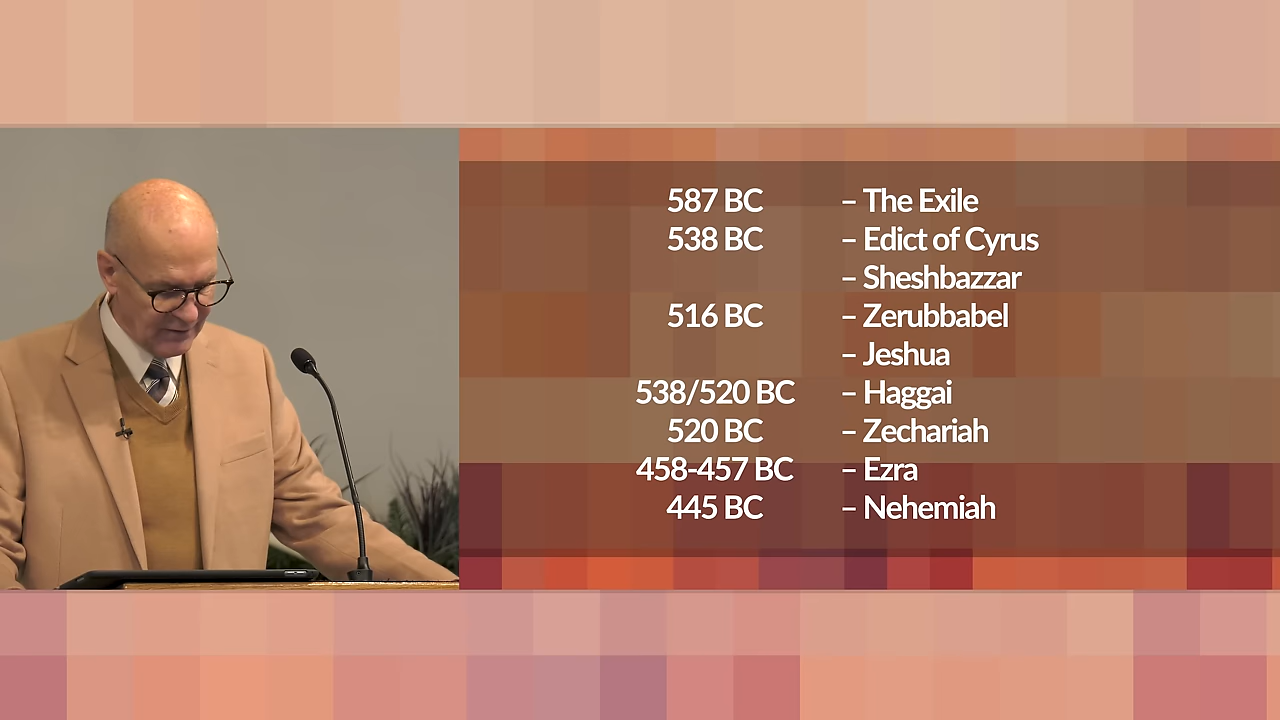 587 BC – The Exile
538 BC – Edict of Cyrus
– Sheshbazzar
516 BC – Zerubbabel
– Jeshua
538/520 BC – Haggai
520 BC – Zechariah
458-457 BC – Ezra
445 BC – Nehemiah